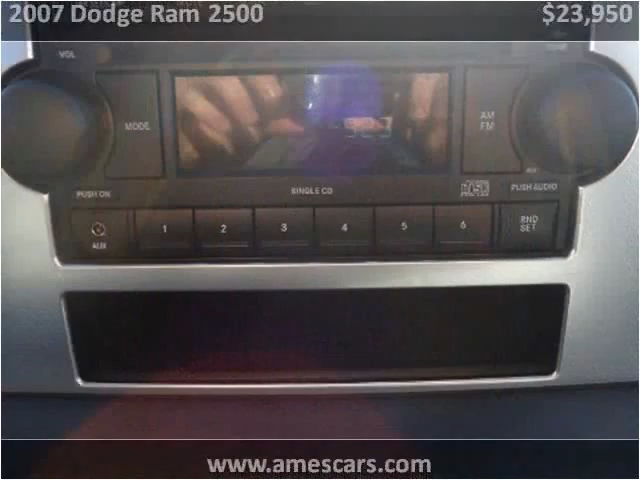 2007 Dodge Ram 2500 $23,950
VOL
MODE
AM
FM
PUSH ON
SINGLE CD
PUSH AUDIO
AUX
1 2 3 4 5 6
RND
SET
www.amescars.com